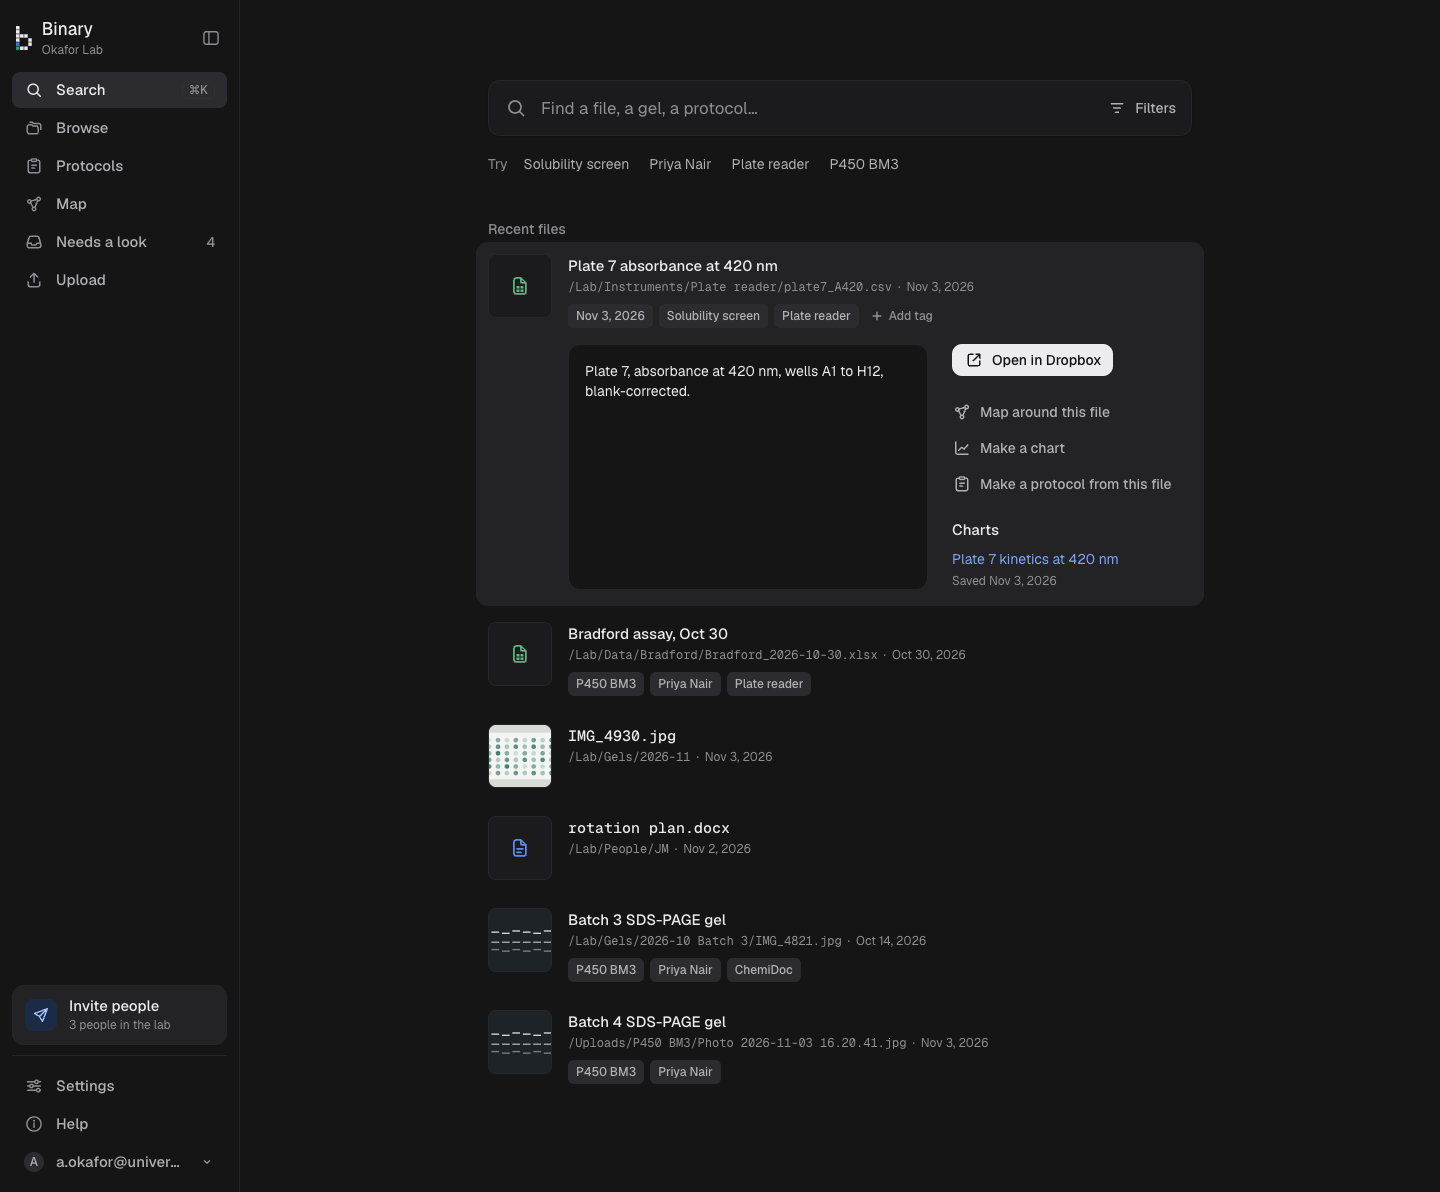 Binary
Okafor Lab
Search ⌘K
Browse
Protocols
Map
Needs a look 4
Upload
Invite people
3 people in the lab
Settings
Help
A a.okafor@univer...
Find a file, a gel, a protocol...
Filters
Try Solubility screen Priya Nair Plate reader P450 BM3
Recent files
Plate 7 absorbance at 420 nm
/Lab/Instruments/Plate reader/plate7_A420.csv · Nov 3, 2026
Nov 3, 2026 Solubility screen Plate reader + Add tag
Plate 7, absorbance at 420 nm, wells A1 to H12,
blank-corrected.
Open in Dropbox
Map around this file
Make a chart
Make a protocol from this file
Charts
Plate 7 kinetics at 420 nm
Saved Nov 3, 2026
Bradford assay, Oct 30
/Lab/Data/Bradford/Bradford_2026-10-30.xlsx · Oct 30, 2026
P450 BM3 Priya Nair Plate reader
IMG_4930.jpg
/Lab/Gels/2026-11 · Nov 3, 2026
rotation plan.docx
/Lab/People/JM · Nov 2, 2026
Batch 3 SDS-PAGE gel
/Lab/Gels/2026-10 Batch 3/IMG_4821.jpg · Oct 14, 2026
P450 BM3 Priya Nair ChemiDoc
Batch 4 SDS-PAGE gel
/Uploads/P450 BM3/Photo 2026-11-03 16.20.41.jpg · Nov 3, 2026
P450 BM3 Priya Nair